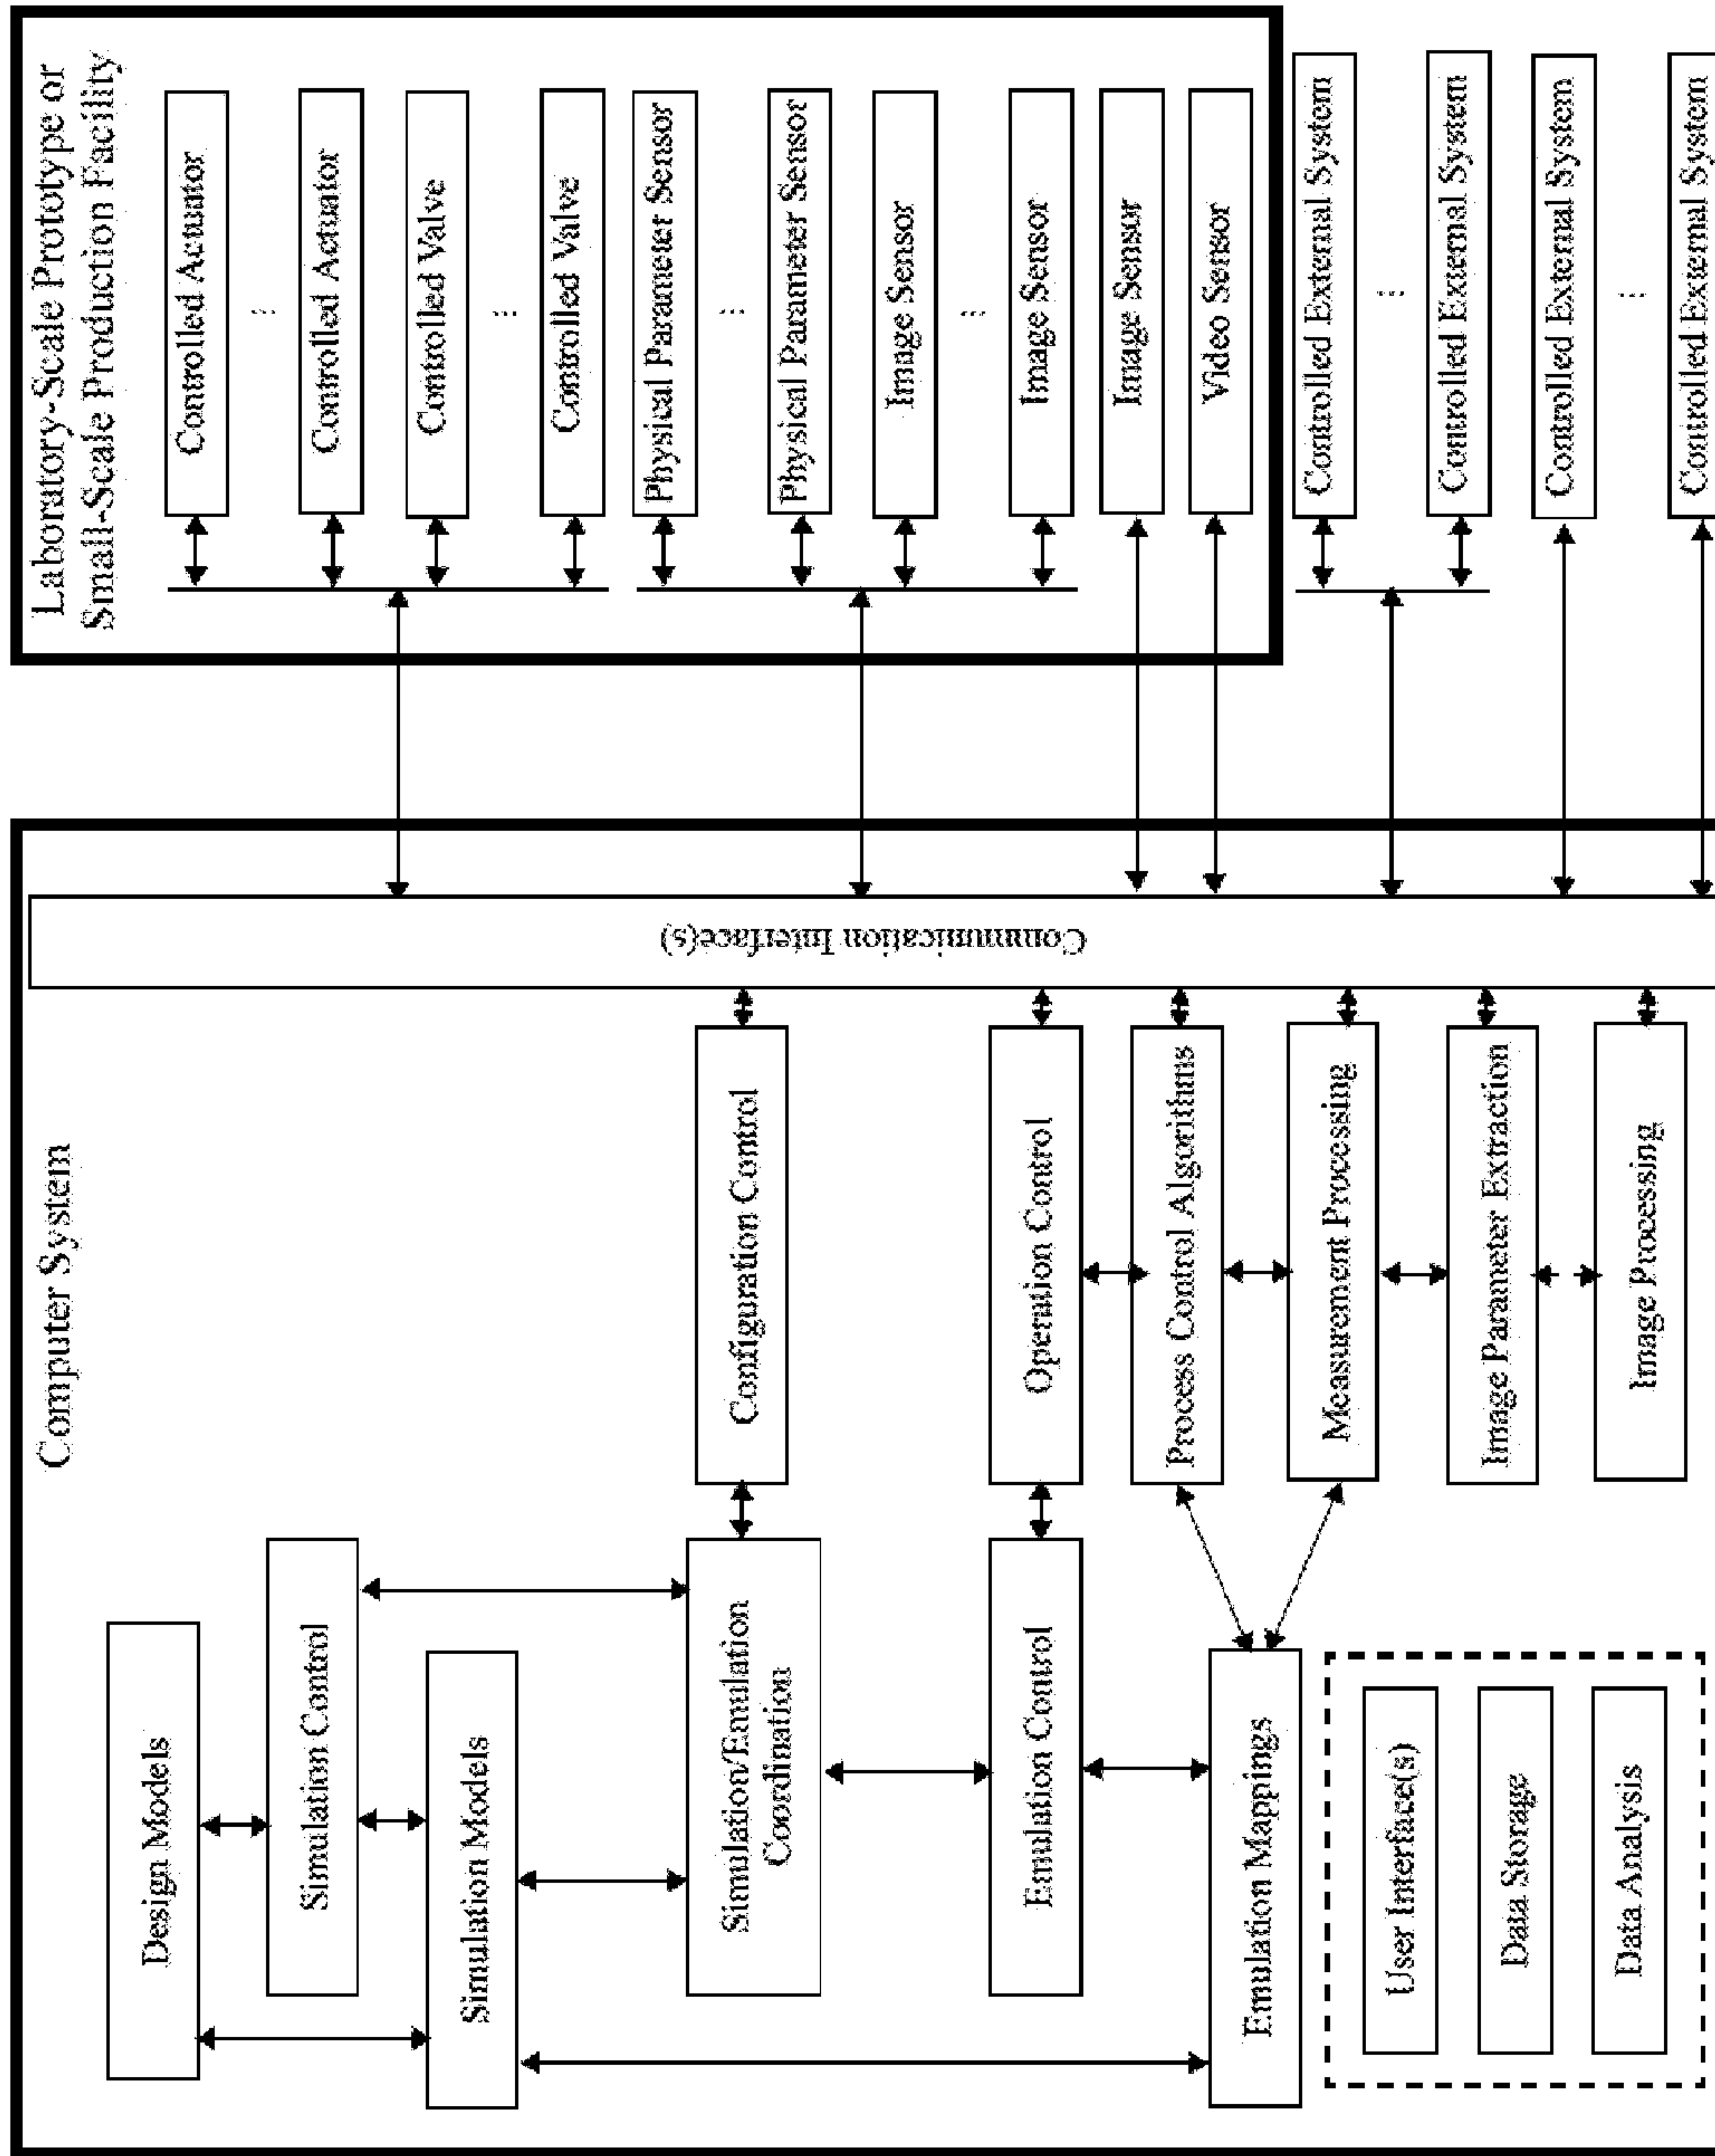 Computer System
Design Models
Simulation Control
Simulation Models
Simulation/Emulation
Coordination
Configuration Control
Emulation Control
Operation Control
Process Control Algorithms
Emulation Mappings
Measurement Processing
Image Parameter Extraction
Image Processing
User Interface(s)
Data Storage
Data Analysis
Communication Interface(s)
Laboratory-Scale Prototype or
Small-Scale Production Facility
Controlled Actuator
...
Controlled Actuator
Controlled Valve
...
Controlled Valve
Physical Parameter Sensor
...
Physical Parameter Sensor
Image Sensor
...
Image Sensor
Image Sensor
Video Sensor
Controlled External System
...
Controlled External System
Controlled External System
...
Controlled External System